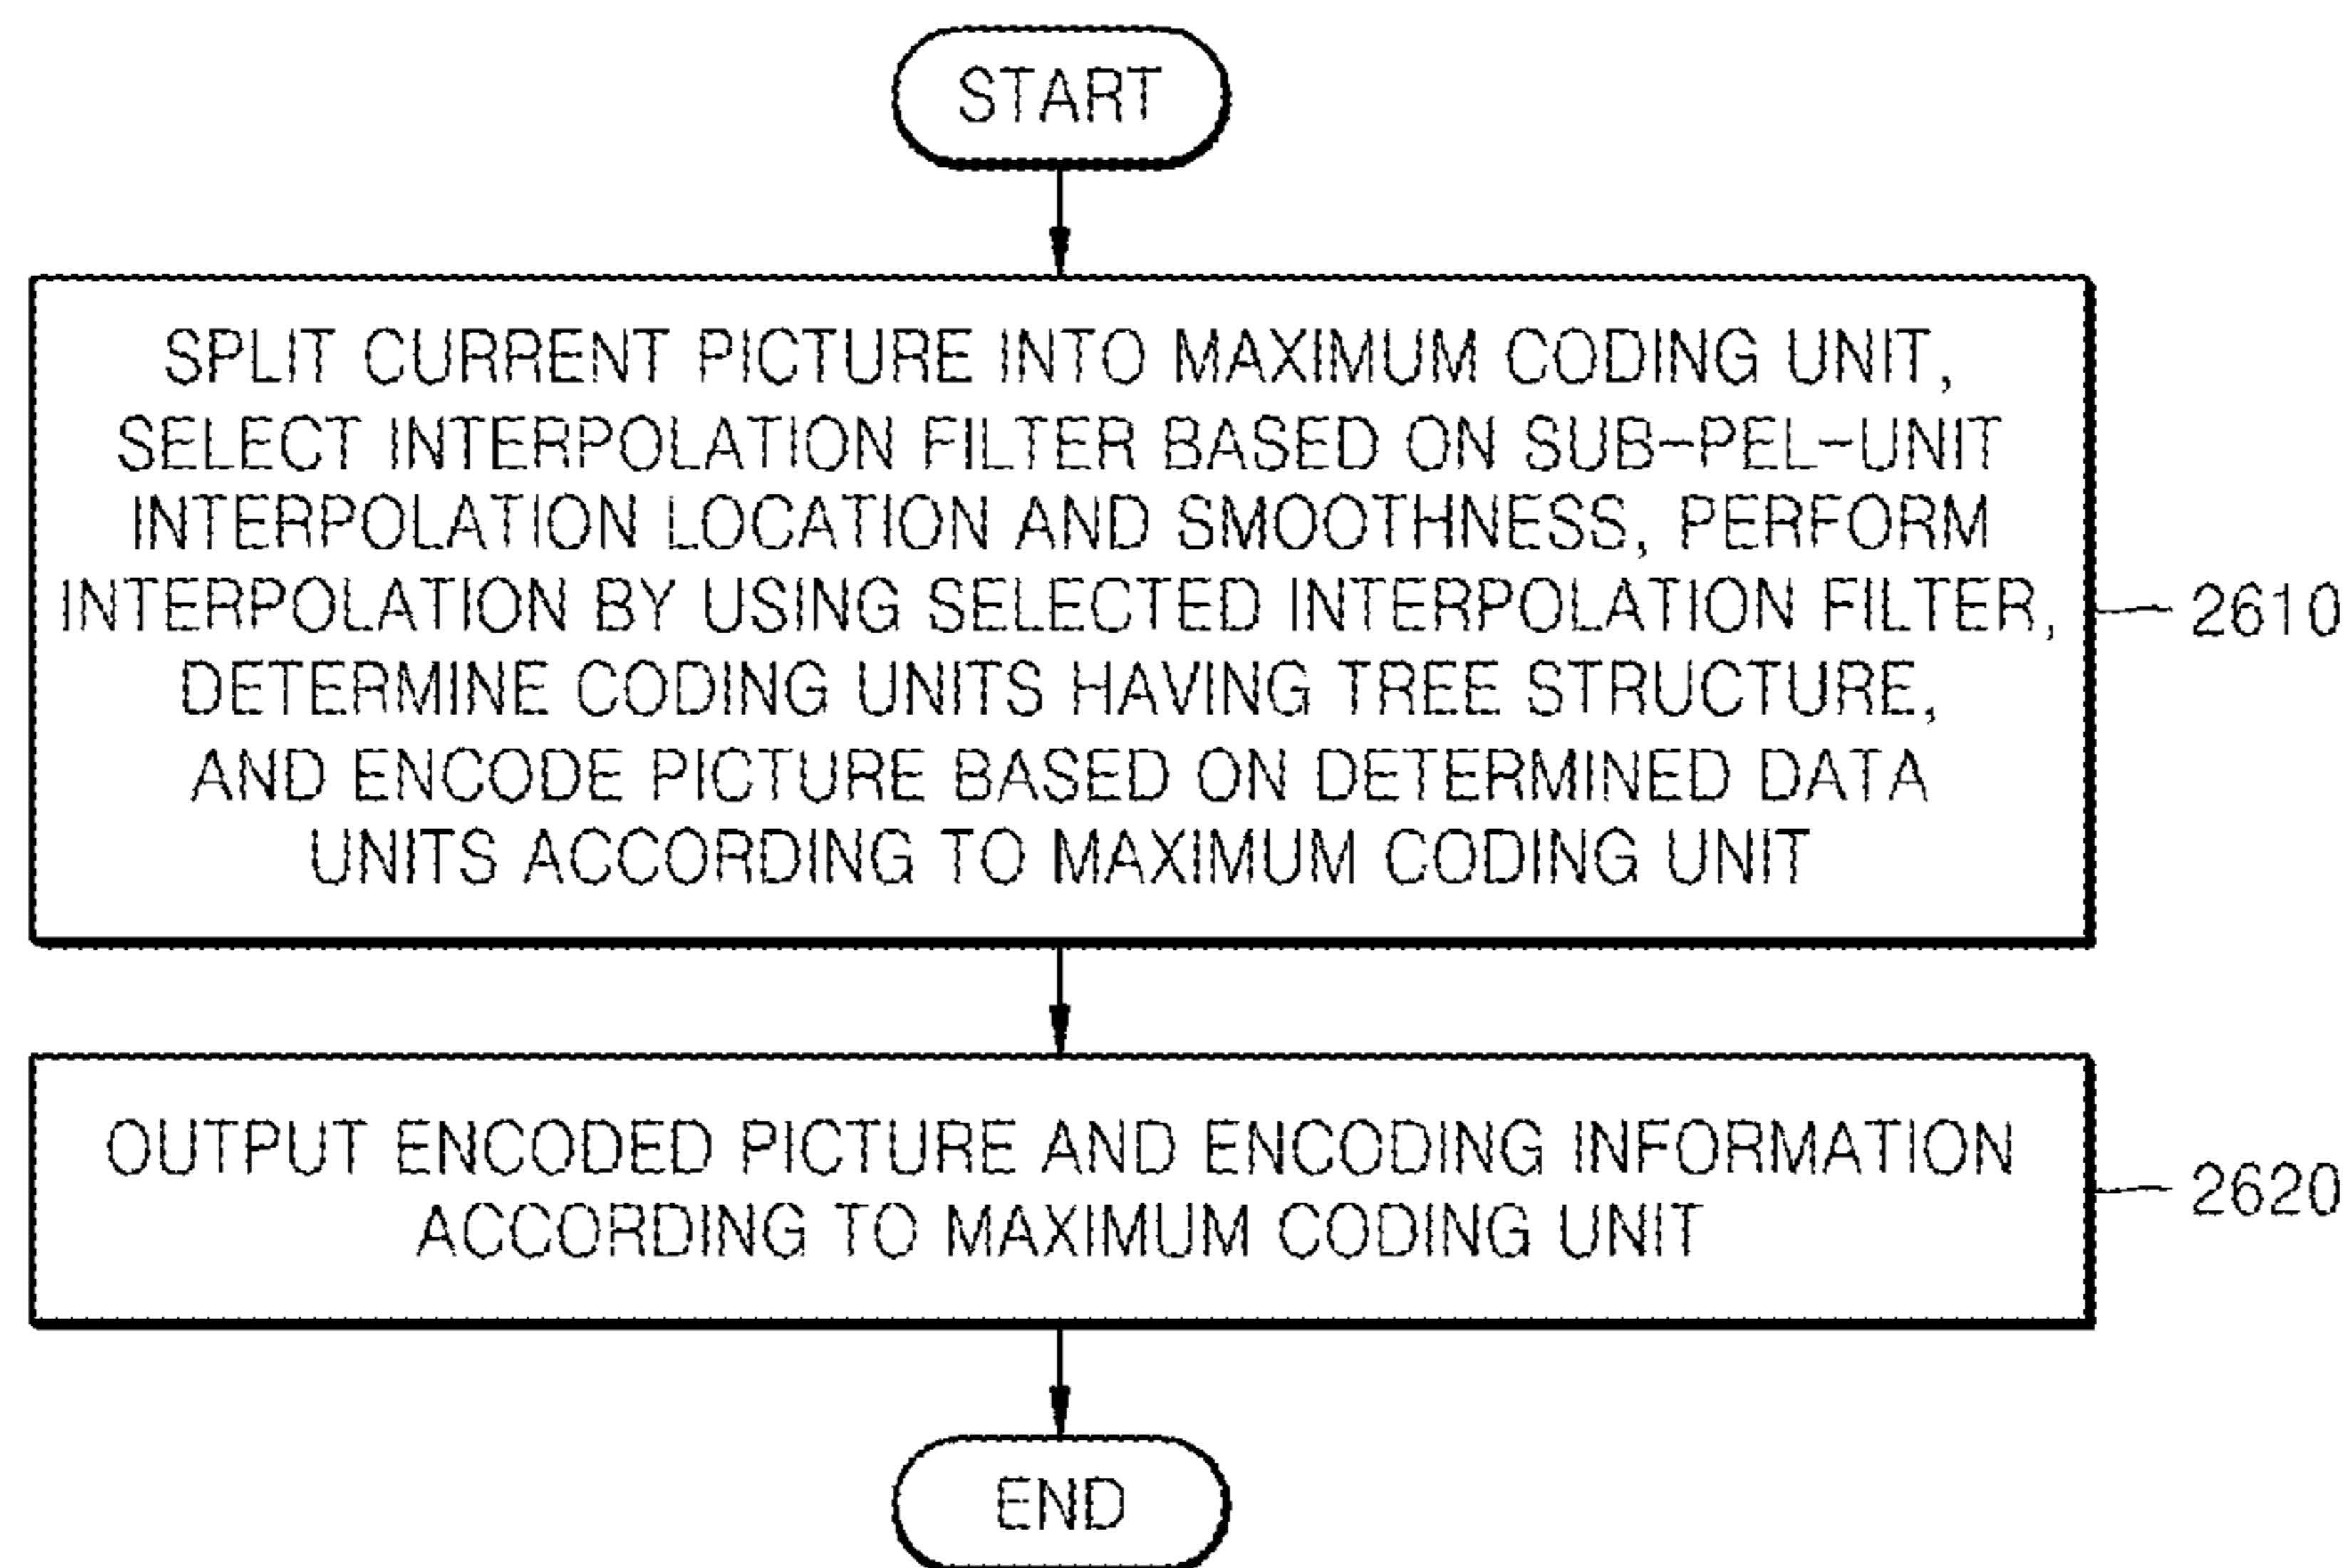 START
SPLIT CURRENT PICTURE INTO MAXIMUM CODING UNIT,
SELECT INTERPOLATION FILTER BASED ON SUB-PEL-UNIT
INTERPOLATION LOCATION AND SMOOTHNESS, PERFORM
INTERPOLATION BY USING SELECTED INTERPOLATION FILTER,
DETERMINE CODING UNITS HAVING TREE STRUCTURE,
AND ENCODE PICTURE BASED ON DETERMINED DATA
UNITS ACCORDING TO MAXIMUM CODING UNIT
2610
OUTPUT ENCODED PICTURE AND ENCODING INFORMATION
ACCORDING TO MAXIMUM CODING UNIT
2620
END